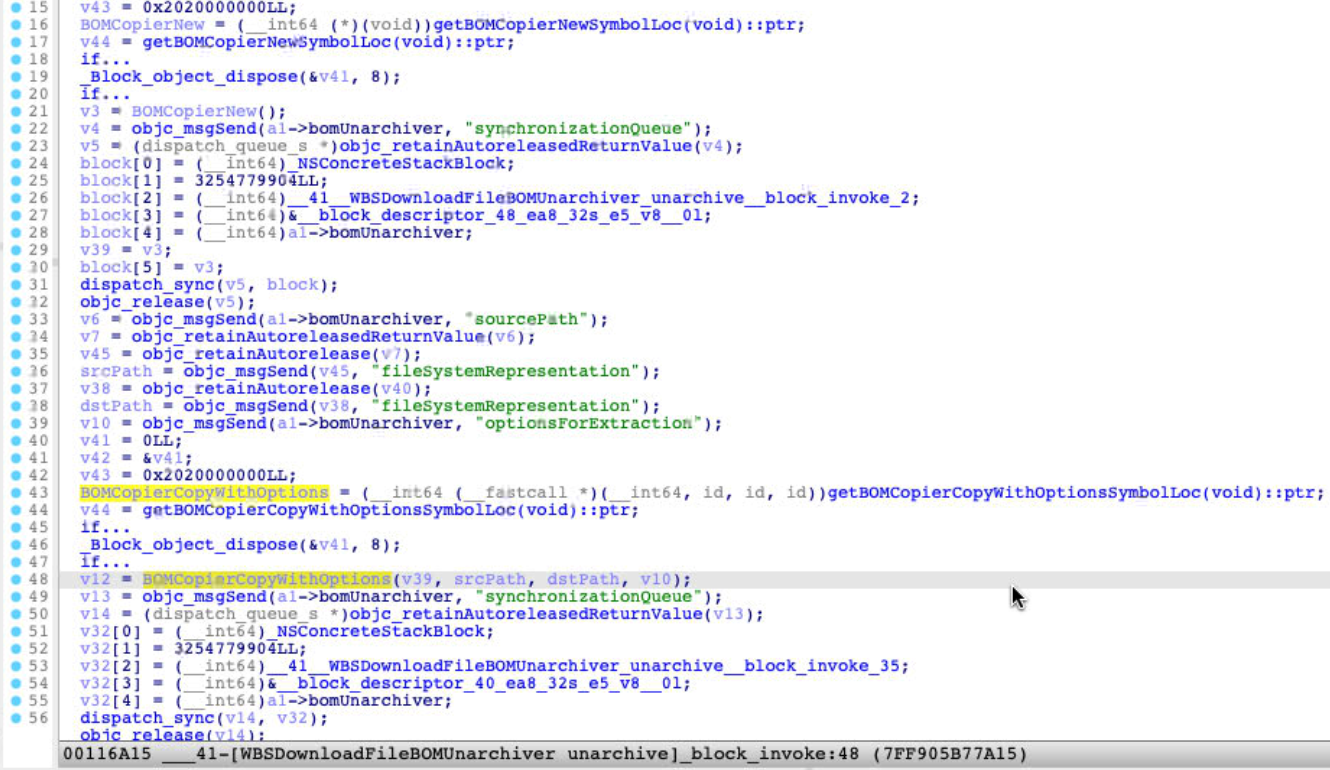 15 v43 = 0x2020000000LL;
16 BOMCopierNew = (__int64 (*)(void))getBOMCopierNewSymbolLoc(void)::ptr;
17 v44 = getBOMCopierNewSymbolLoc(void)::ptr;
18 if...
19 _Block_object_dispose(&v41, 8);
20 if...
21 v3 = BOMCopierNew();
22 v4 = objc_msgSend(a1->bomUnarchiver, "synchronizationQueue");
23 v5 = (dispatch_queue_s *)objc_retainAutoreleasedReturnValue(v4);
24 block[0] = (__int64)_NSConcreteStackBlock;
25 block[1] = 3254779904LL;
26 block[2] = (__int64)__41__WBSDownloadFileBOMUnarchiver_unarchive__block_invoke_2;
27 block[3] = (__int64)&__block_descriptor_48_ea8_32s_e5_v8__0l;
28 block[4] = (__int64)a1->bomUnarchiver;
29 v39 = v3;
30 block[5] = v3;
31 dispatch_sync(v5, block);
32 objc_release(v5);
33 v6 = objc_msgSend(a1->bomUnarchiver, "sourcePath");
34 v7 = objc_retainAutoreleasedReturnValue(v6);
35 v45 = objc_retainAutorelease(v7);
36 srcPath = objc_msgSend(v45, "fileSystemRepresentation");
37 v38 = objc_retainAutorelease(v40);
38 dstPath = objc_msgSend(v38, "fileSystemRepresentation");
39 v10 = objc_msgSend(a1->bomUnarchiver, "optionsForExtraction");
40 v41 = 0LL;
41 v42 = &v41;
42 v43 = 0x2020000000LL;
43 BOMCopierCopyWithOptions = (__int64 (__fastcall *)(__int64, id, id, id))getBOMCopierCopyWithOptionsSymbolLoc(void)::ptr;
44 v44 = getBOMCopierCopyWithOptionsSymbolLoc(void)::ptr;
45 if...
46 _Block_object_dispose(&v41, 8);
47 if...
48 v12 = BOMCopierCopyWithOptions(v39, srcPath, dstPath, v10);
49 v13 = objc_msgSend(a1->bomUnarchiver, "synchronizationQueue");
50 v14 = (dispatch_queue_s *)objc_retainAutoreleasedReturnValue(v13);
51 v32[0] = (__int64)_NSConcreteStackBlock;
52 v32[1] = 3254779904LL;
53 v32[2] = (__int64)__41__WBSDownloadFileBOMUnarchiver_unarchive__block_invoke_35;
54 v32[3] = (__int64)&__block_descriptor_40_ea8_32s_e5_v8__0l;
55 v32[4] = (__int64)a1->bomUnarchiver;
56 dispatch_sync(v14, v32);
objc_release(v14);
00116A15 ___41-[WBSDownloadFileBOMUnarchiver unarchive]_block_invoke:48 (7FF905B77A15)